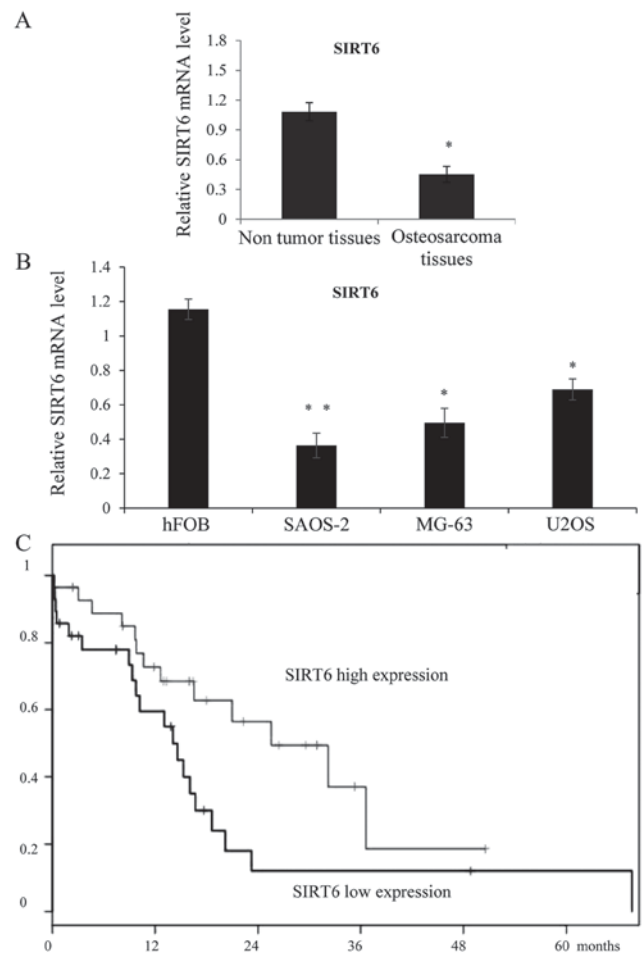 A
SIRT6
Relative SIRT6 mRNA level
1.8
1.2
0.9
0.6
0.3
0
*
Non tumor tissues
Osteosarcoma
tissues
B
SIRT6
Relative SIRT6 mRNA level
1.4
1.2
1
0.8
0.6
0.4
0.2
0
* *
*
*
hFOB
SAOS-2
MG-63
U2OS
C
1
0.8
0.6
0.4
0.2
0
SIRT6 high expression
SIRT6 low expression
0
12
24
36
48
60
months